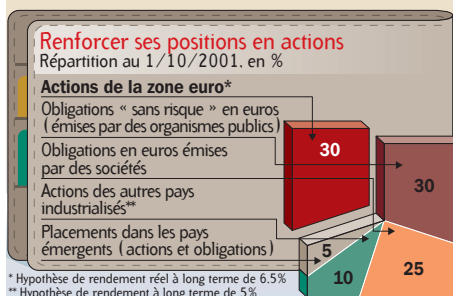 Renforcer ses positions en actions
Répartition au 1/10/2001, en %
Actions de la zone euro*
Obligations « sans risque » en euros
(émises par des organismes publics)
Obligations en euros émises
par des sociétés
Actions des autres pays
industrialisés**
Placements dans les pays
émergents (actions et obligations)
30
30
5
10
25
* Hypothèse de rendement réel à long terme de 6.5%
** Hypothèse de rendement à long terme de 5%